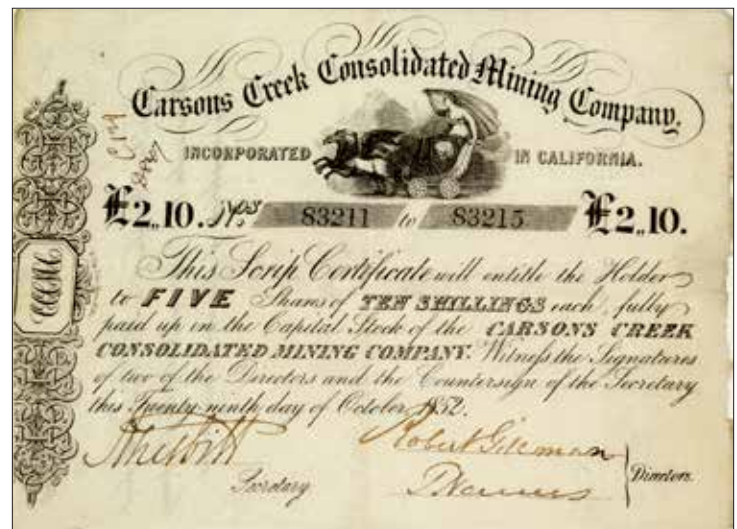 Carsons Creek Consolidated Mining Company.
INCORPORATED IN CALIFORNIA.
£2,,10. Nos 83211 to 83215 £2,,10.
This Scrip Certificate will entitle the Holder
to FIVE Shares of TEN SHILLINGS each, fully
paid up in the Capital Stock of the CARSONS CREEK
CONSOLIDATED MINING COMPANY. Witness the Signatures
of two of the Directors and the Countersign of the Secretary
this Twenty ninth day of October 1852.
Robert
Secretary.
Directors.